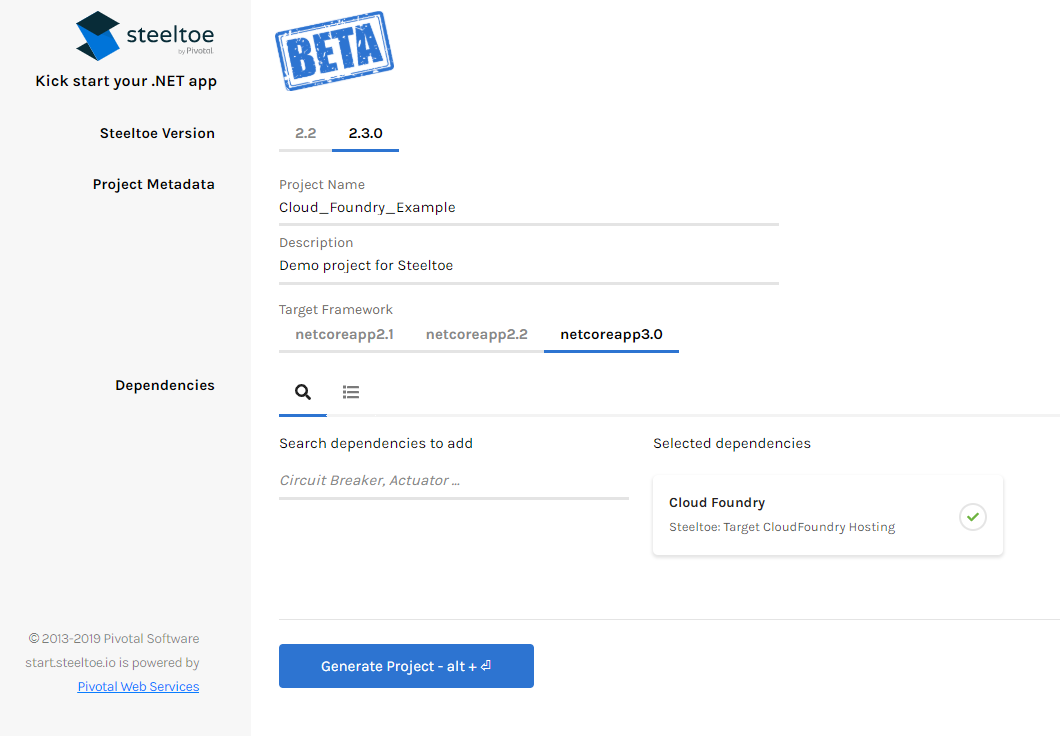 steeltoe
by Pivotal.
Kick start your .NET app
BETA
Steeltoe Version
2.2 2.3.0
Project Metadata
Project Name
Cloud_Foundry_Example
Description
Demo project for Steeltoe
Target Framework
netcoreapp2.1 netcoreapp2.2 netcoreapp3.0
Dependencies
Search dependencies to add
Circuit Breaker, Actuator ...
Selected dependencies
Cloud Foundry
Steeltoe: Target CloudFoundry Hosting
© 2013-2019 Pivotal Software
start.steeltoe.io is powered by
Pivotal Web Services
Generate Project - alt + ⏎